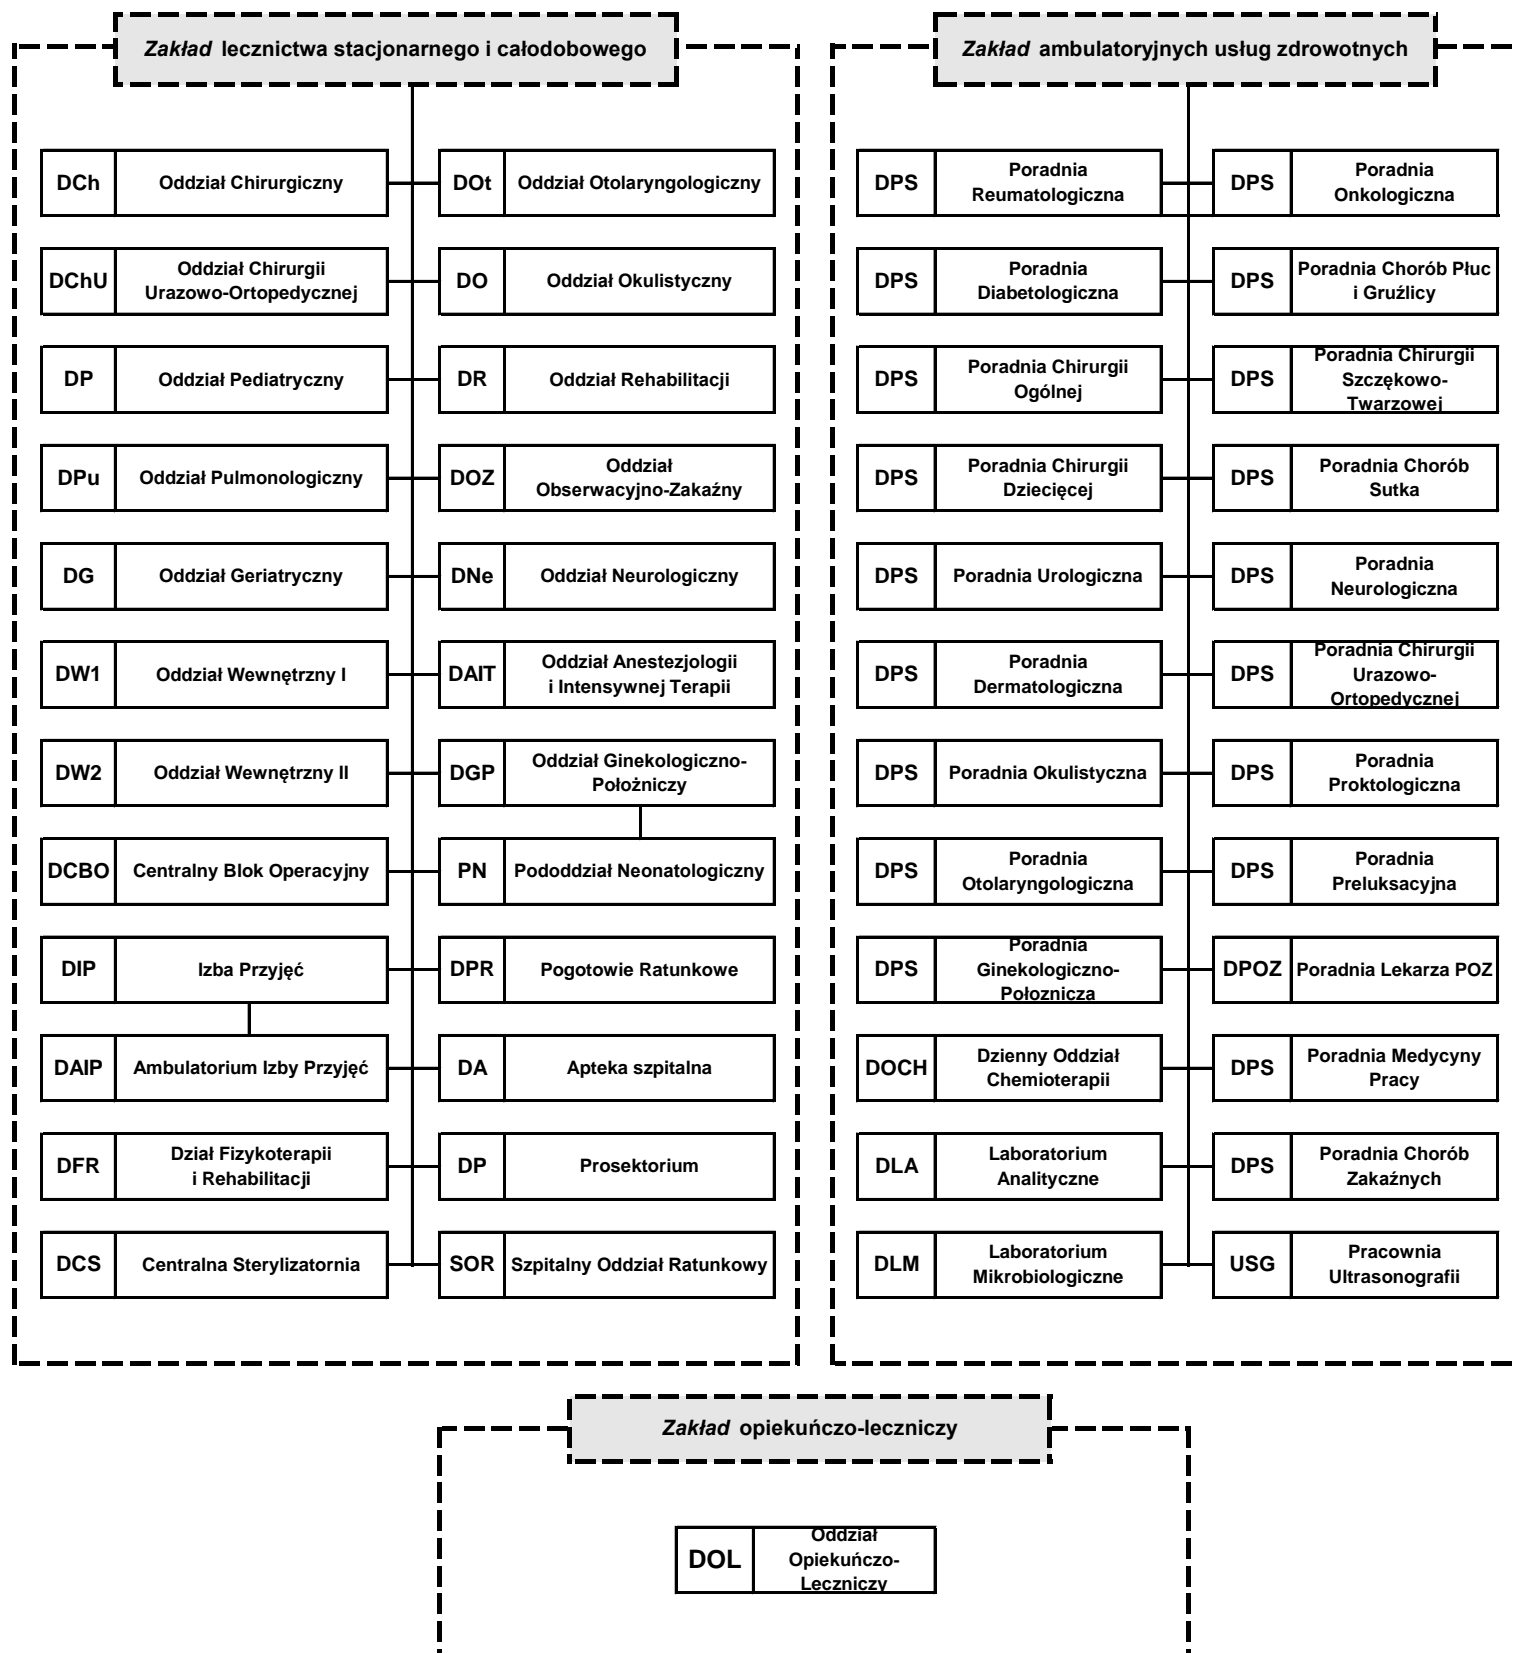 Zakład lecznictwa stacjonarnego i całodobowego
DCh
Oddział Chirurgiczny
DOt
Oddział Otolaryngologiczny
DChU
Oddział Chirurgii
Urazowo-Ortopedycznej
DO
Oddział Okulistyczny
DP
Oddział Pediatryczny
DR
Oddział Rehabilitacji
DPu
Oddział Pulmonologiczny
DOZ
Oddział
Obserwacyjno-Zakaźny
DG
Oddział Geriatryczny
DNe
Oddział Neurologiczny
DW1
Oddział Wewnętrzny I
DAIT
Oddział Anestezjologii
i Intensywnej Terapii
DW2
Oddział Wewnętrzny II
DGP
Oddział Ginekologiczno-
Położniczy
DCBO
Centralny Blok Operacyjny
PN
Pododdział Neonatologiczny
DIP
Izba Przyjęć
DPR
Pogotowie Ratunkowe
DAIP
Ambulatorium Izby Przyjęć
DA
Apteka szpitalna
DFR
Dział Fizykoterapii
i Rehabilitacji
DP
Prosektorium
DCS
Centralna Sterylizatornia
SOR
Szpitalny Oddział Ratunkowy
Zakład ambulatoryjnych usług zdrowotnych
DPS
Poradnia
Reumatologiczna
DPS
Poradnia
Onkologiczna
DPS
Poradnia
Diabetologiczna
DPS
Poradnia Chorób Płuc
i Gruźlicy
DPS
Poradnia Chirurgii
Ogólnej
DPS
Poradnia Chirurgii
Szczękowo-
Twarzowej
DPS
Poradnia Chirurgii
Dziecięcej
DPS
Poradnia Chorób
Sutka
DPS
Poradnia Urologiczna
DPS
Poradnia
Neurologiczna
DPS
Poradnia
Dermatologiczna
DPS
Poradnia Chirurgii
Urazowo-
Ortopedycznej
DPS
Poradnia Okulistyczna
DPS
Poradnia
Proktologiczna
DPS
Poradnia
Otolaryngologiczna
DPS
Poradnia
Preluksacyjna
DPS
Poradnia
Ginekologiczno-
Połoznicza
DPOZ
Poradnia Lekarza POZ
DOCH
Dzienny Oddział
Chemioterapii
DPS
Poradnia Medycyny
Pracy
DLA
Laboratorium
Analityczne
DPS
Poradnia Chorób
Zakaźnych
DLM
Laboratorium
Mikrobiologiczne
USG
Pracownia
Ultrasonografii
Zakład opiekuńczo-leczniczy
DOL
Oddział
Opiekuńczo-
Leczniczy